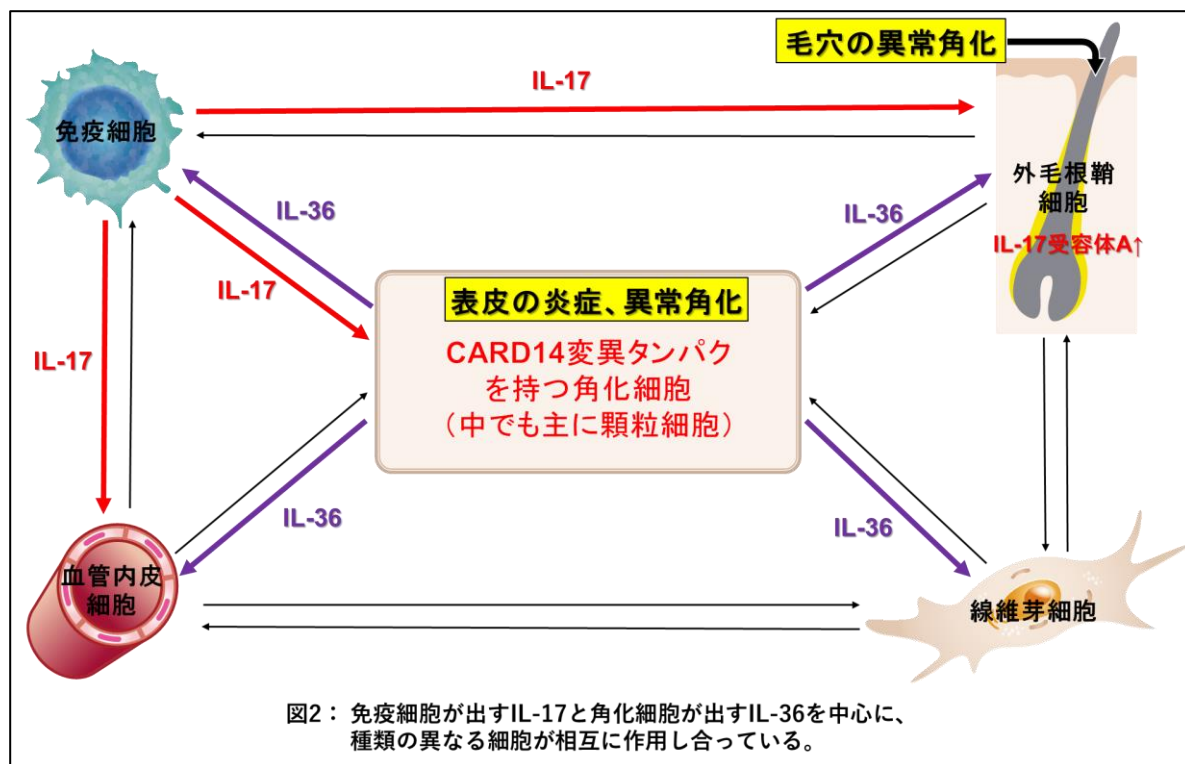 毛穴の異常角化
IL-17
免疫細胞
外毛根鞘
細胞
IL-17受容体A↑
IL-36
IL-36
IL-17
表皮の炎症、異常角化
CARD14変異タンパク
を持つ角化細胞
（中でも主に顆粒細胞）
IL-17
IL-36
IL-36
血管内皮
細胞
線維芽細胞
図2： 免疫細胞が出すIL-17と角化細胞が出すIL-36を中心に、
種類の異なる細胞が相互に作用し合っている。